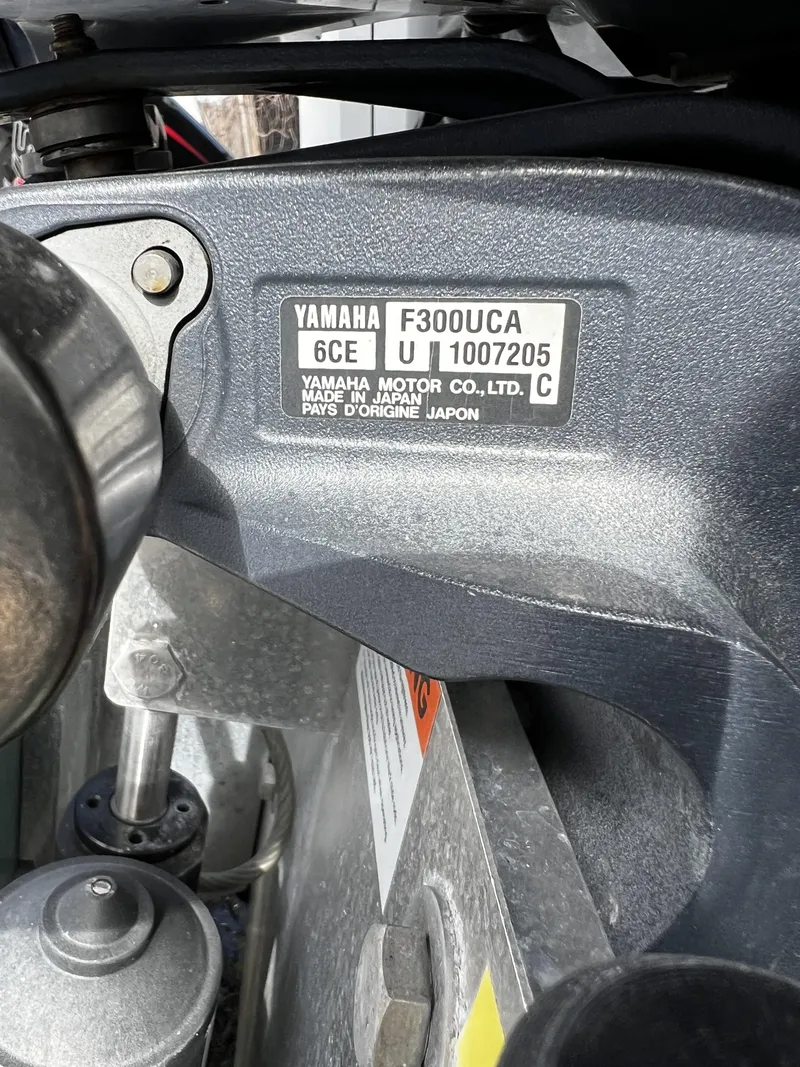 YAMAHA F300UCA
6CE U 1007205
YAMAHA MOTOR CO.,LTD. C
MADE IN JAPAN
PAYS D'ORIGINE JAPON